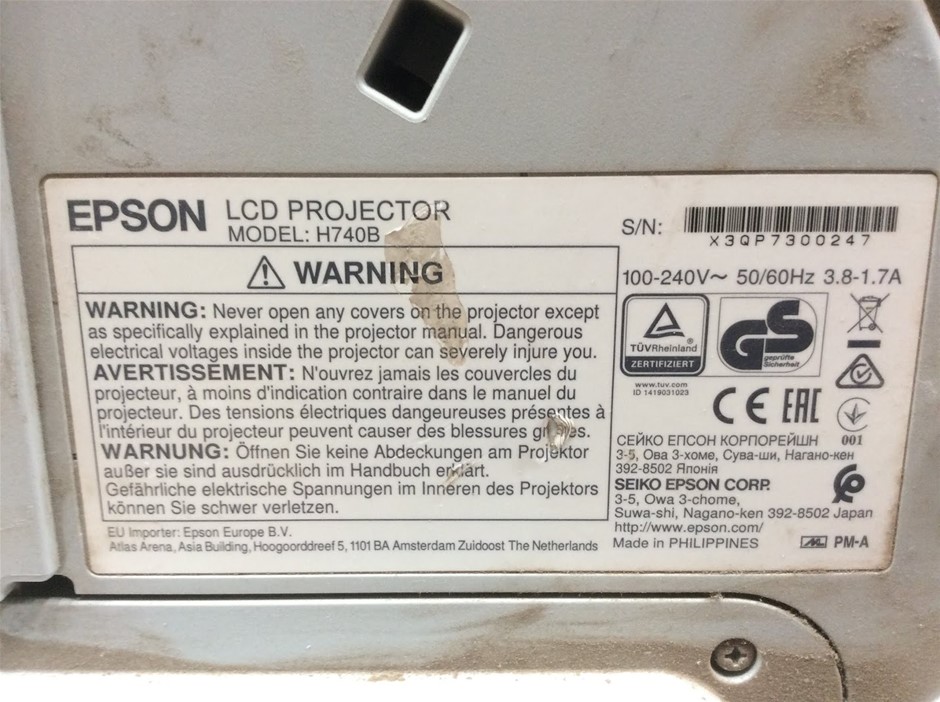 EPSON LCD PROJECTOR
MODEL: H740B
WARNING
WARNING: Never open any covers on the projector except
as specifically explained in the projector manual. Dangerous
electrical voltages inside the projector can severely injure you.
AVERTISSEMENT: N'ouvrez jamais les couvercles du
projecteur, à moins d'indication contraire dans le manuel du
projecteur. Des tensions électriques dangeureuses présentes à
l'intérieur du projecteur peuvent causer des blessures graves.
WARNUNG: Öffnen Sie keine Abdeckungen am Projektor
außer sie sind ausdrücklich im Handbuch erklärt.
Gefährliche elektrische Spannungen im Inneren des Projektors
können Sie schwer verletzen.
EU Importer: Epson Europe B.V.
Atlas Arena, Asia Building, Hoogoorddreef 5, 1101 BA Amsterdam Zuidoost The Netherlands
S/N:
X3QP7300247
100-240V~ 50/60Hz 3.8-1.7A
TÜVRheinland
ZERTIFIZIERT
www.tuv.com
ID 1419031023
GS
geprüfte
Sicherheit
CE EAC
001
СЕЙКО ЕПСОН КОРПОРЕЙШН
3-5, Ова 3-хоме, Сува-ши, Нагано-кен
392-8502 Японія
SEIKO EPSON CORP.
3-5, Owa 3-chome,
Suwa-shi, Nagano-ken 392-8502 Japan
http://www.epson.com/
Made in PHILIPPINES
PM-A